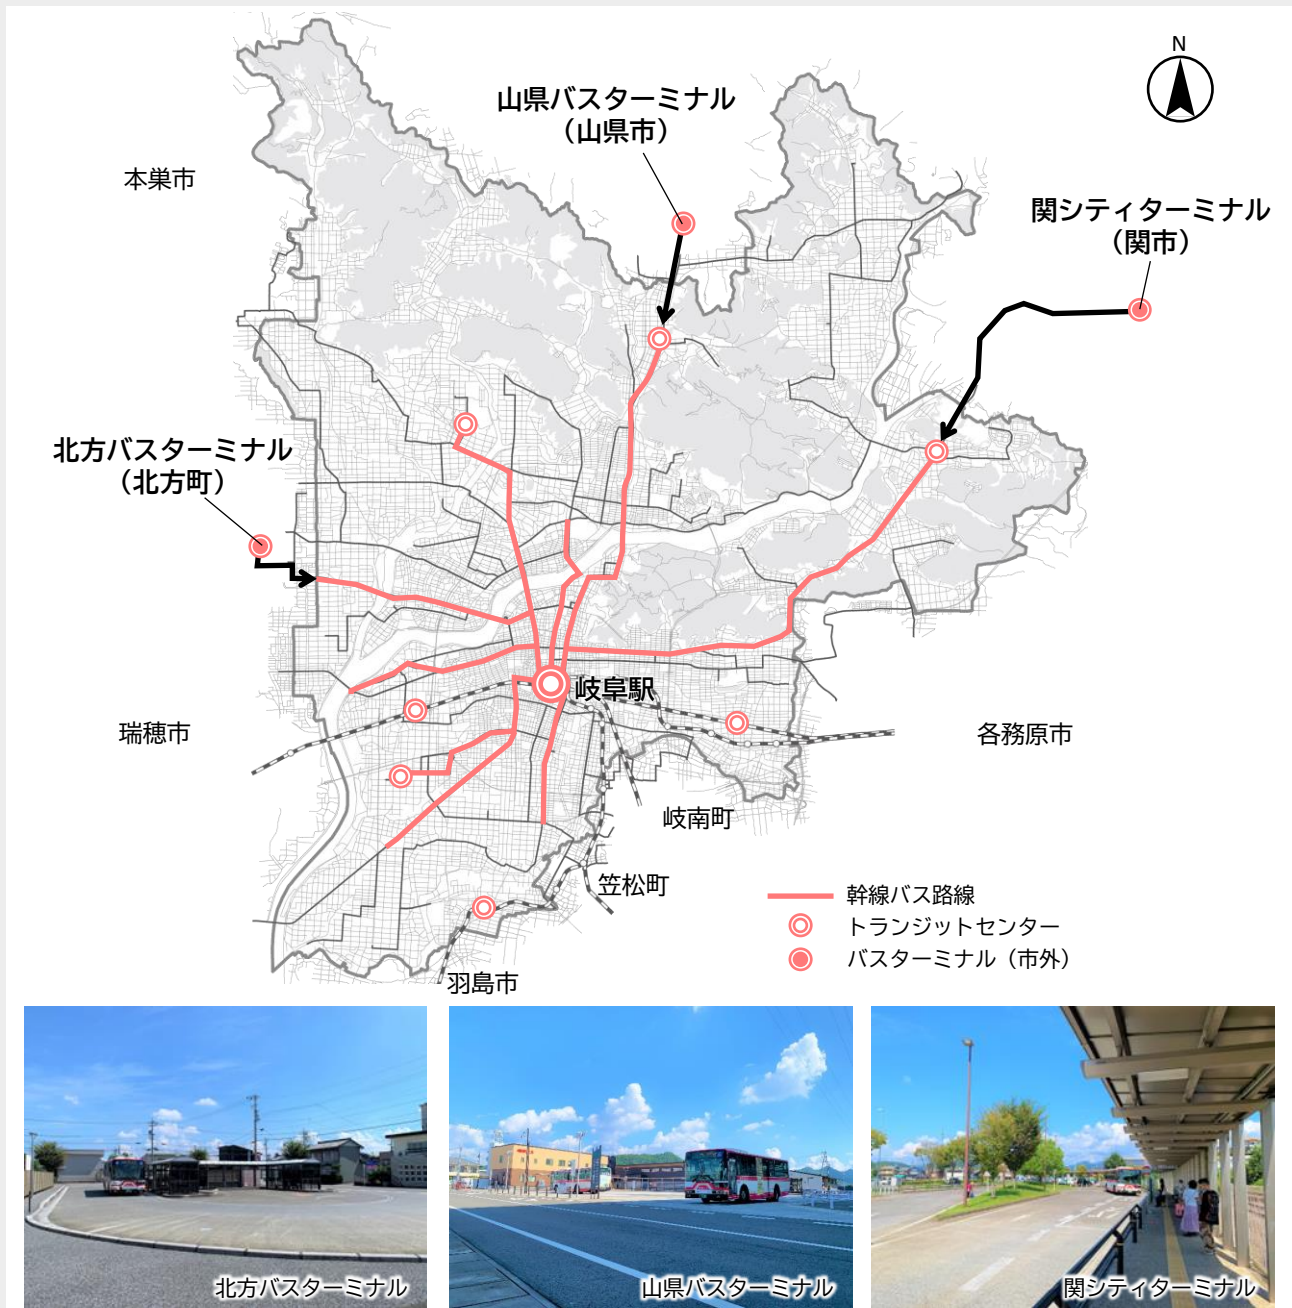 N
山県バスターミナル
（山県市）
本巣市
関シティターミナル
（関市）
北方バスターミナル
（北方町）
岐阜駅
瑞穂市
各務原市
岐南町
笠松町
幹線バス路線
トランジットセンター
バスターミナル（市外）
羽島市
北方バスターミナル
山県バスターミナル
関シティターミナル